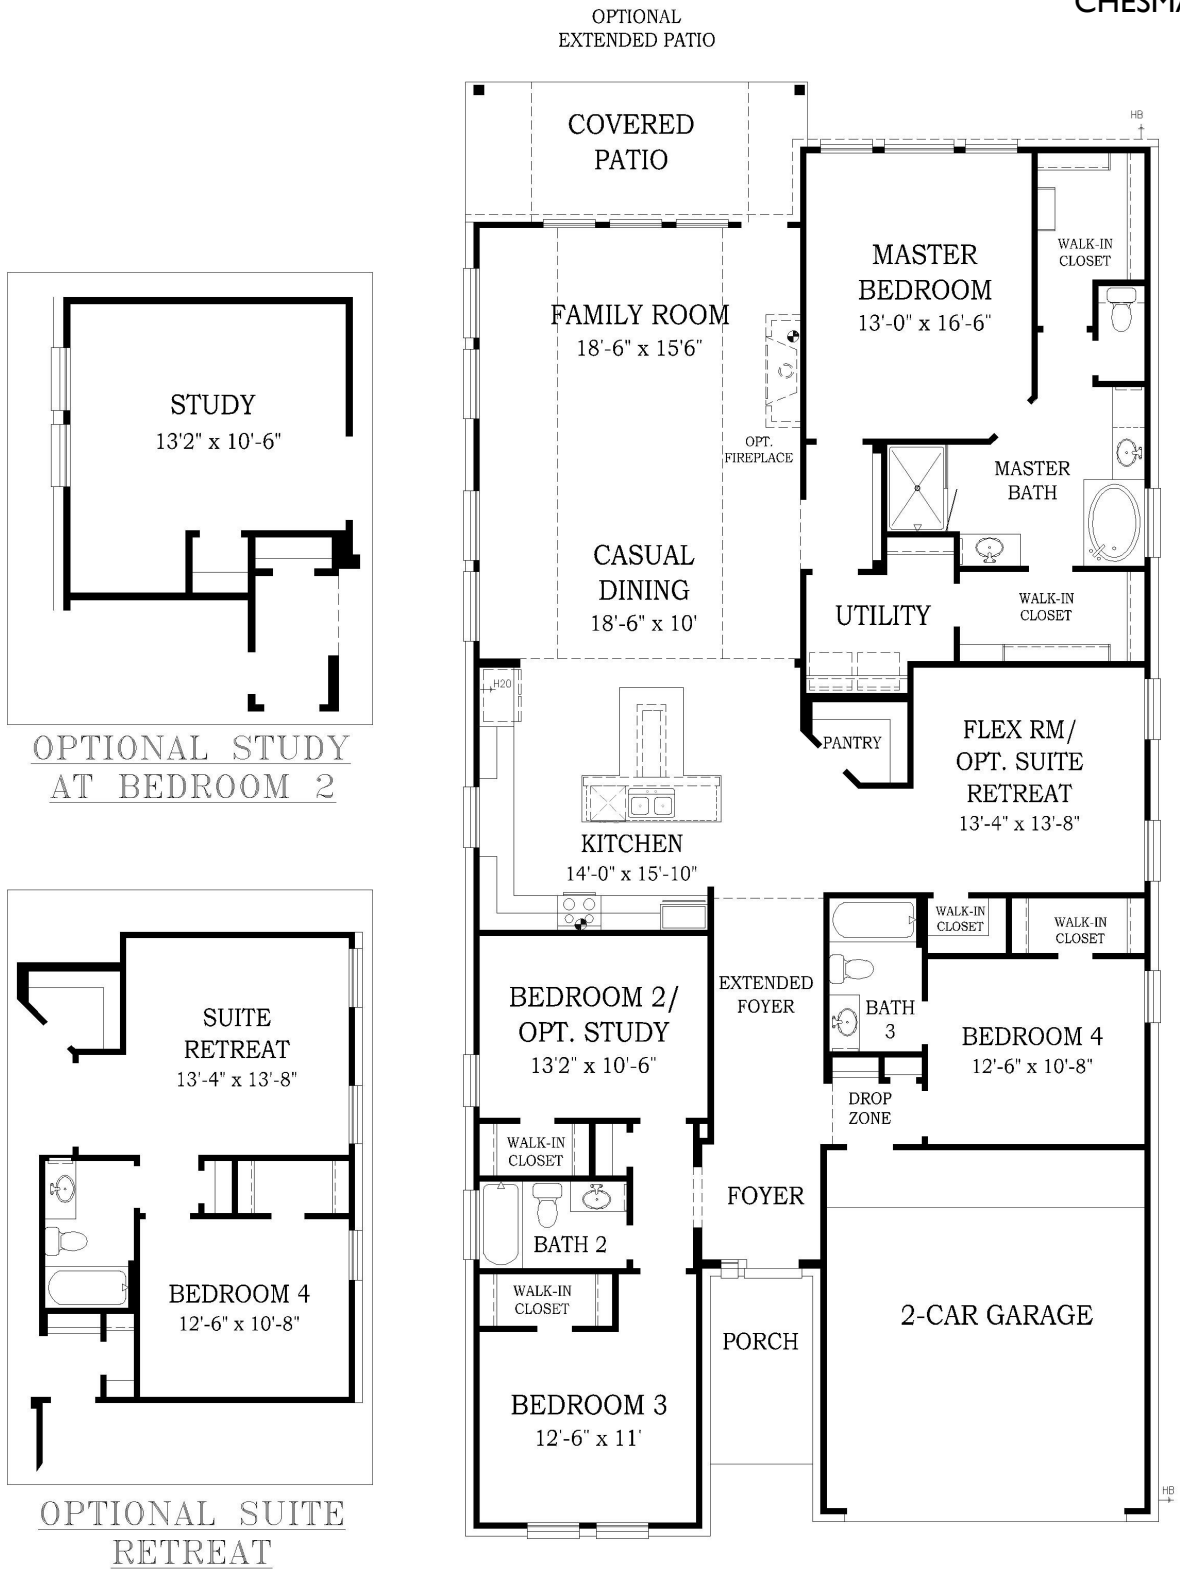 CHESMA
OPTIONAL
EXTENDED PATIO
COVERED
PATIO
HB
MASTER
BEDROOM
13'-0" x 16'-6"
WALK-IN
CLOSET
FAMILY ROOM
18'-6" x 15'6"
OPT.
FIREPLACE
MASTER
BATH
CASUAL
DINING
18'-6" x 10'
UTILITY
WALK-IN
CLOSET
H20
PANTRY
FLEX RM/
OPT. SUITE
RETREAT
13'-4" x 13'-8"
KITCHEN
14'-0" x 15'-10"
WALK-IN
CLOSET
WALK-IN
CLOSET
BEDROOM 2/
OPT. STUDY
13'2" x 10'-6"
EXTENDED
FOYER
BATH
3
BEDROOM 4
12'-6" x 10'-8"
DROP
ZONE
WALK-IN
CLOSET
FOYER
BATH 2
WALK-IN
CLOSET
PORCH
2-CAR GARAGE
BEDROOM 3
12'-6" x 11'
HB
STUDY
13'2" x 10'-6"
OPTIONAL STUDY
AT BEDROOM 2
SUITE
RETREAT
13'-4" x 13'-8"
BEDROOM 4
12'-6" x 10'-8"
OPTIONAL SUITE
RETREAT